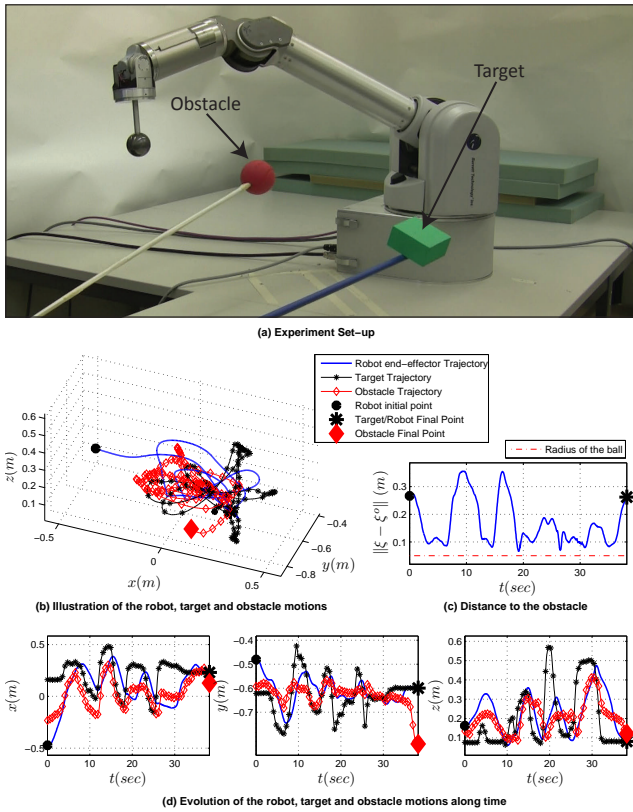 Obstacle
Target
(a) Experiment Set-up
Robot end-effector Trajectory
Target Trajectory
Obstacle Trajectory
Robot initial point
Target/Robot Final Point
Obstacle Final Point
0.6
0.5
0.4
0.3
0.2
0.1
z(m)
−0.5
0
0.5
x(m)
−0.4
−0.6
−0.8
y(m)
(b) Illustration of the robot, target and obstacle motions
Radius of the ball
0.3
0.2
0.1
‖ξ − ξᵒ‖ (m)
0 10 20 30
t(sec)
(c) Distance to the obstacle
0.5
0
−0.5
x(m)
0 10 20 30
t(sec)
−0.4
−0.5
−0.6
−0.7
y(m)
0 10 20 30
t(sec)
0.6
0.5
0.4
0.3
0.2
0.1
z(m)
0 10 20 30
t(sec)
(d) Evolution of the robot, target and obstacle motions along time